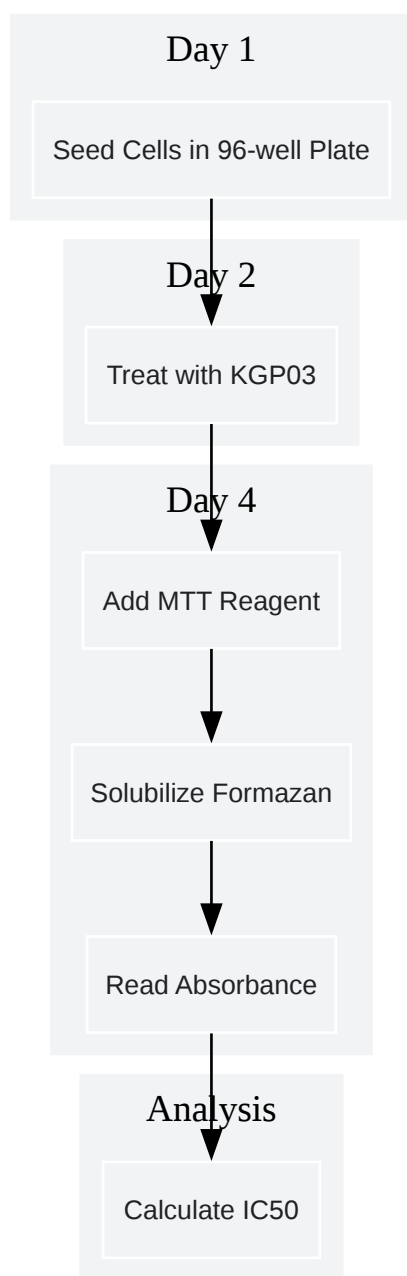 Day 1
Seed Cells in 96-well Plate
Day 2
Treat with KGP03
Day 4
Add MTT Reagent
Solubilize Formazan
Read Absorbance
Analysis
Calculate IC50